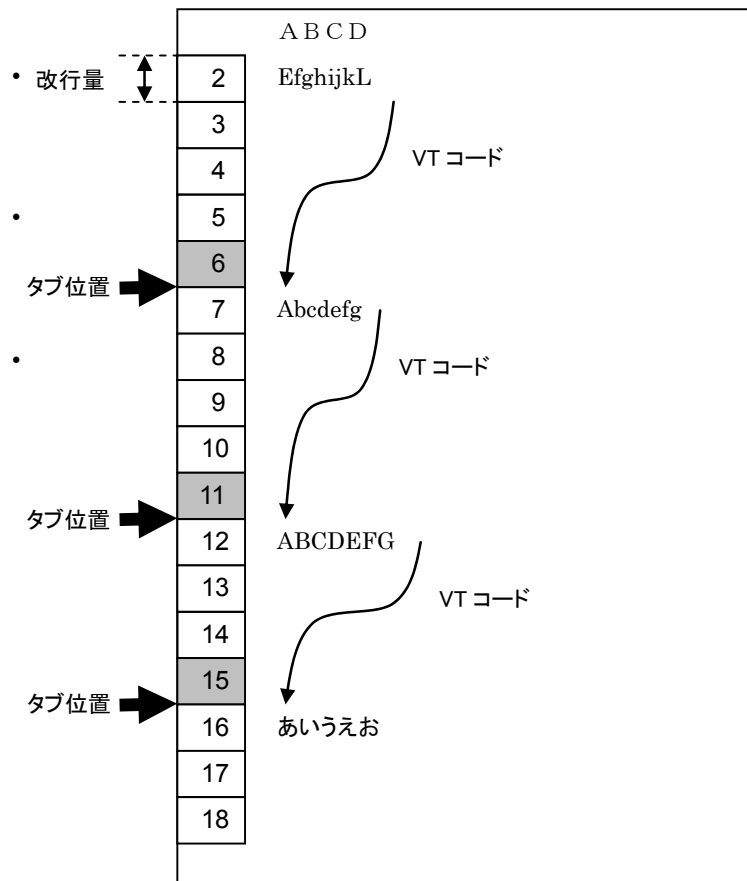 ＡＢＣＤ
• 改行量 2 EfghijkL
3
VT コード
4
• 5
6
タブ位置
7 Abcdefg
• 8 VT コード
9
10
11
タブ位置
12 ABCDEFG
13 VT コード
14
15
タブ位置
16 あいうえお
17
18